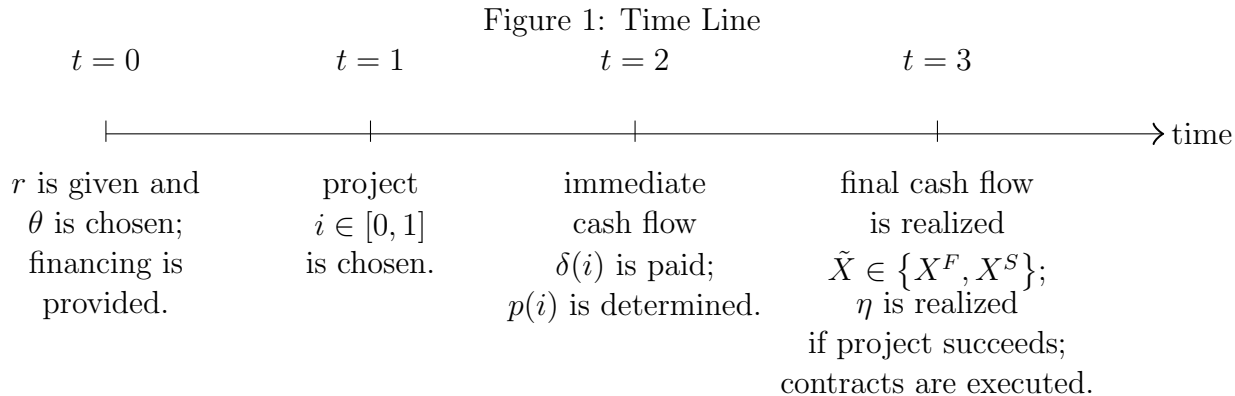 Figure 1: Time Line
t = 0 t = 1 t = 2 t = 3
time
r is given and
θ is chosen;
financing is
provided.
project
i ∈ [0, 1]
is chosen.
immediate
cash flow
δ(i) is paid;
p(i) is determined.
final cash flow
is realized
X̃ ∈ {X^F, X^S};
η is realized
if project succeeds;
contracts are executed.